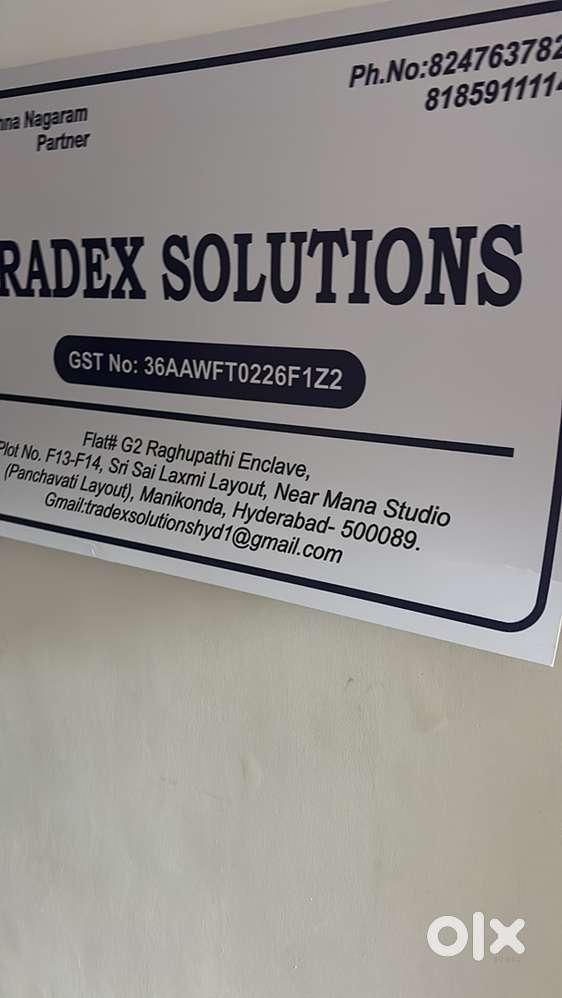 Ph.No:824763782
818591111
Nagaram
Partner
RADEX SOLUTIONS
GST No: 36AAWFT0226F1Z2
Flat# G2 Raghupathi Enclave,
Plot No. F13-F14, Sri Sai Laxmi Layout, Near Mana Studio
(Panchavati Layout), Manikonda, Hyderabad- 500089.
Gmail:tradexsolutionshyd1@gmail.com
olx